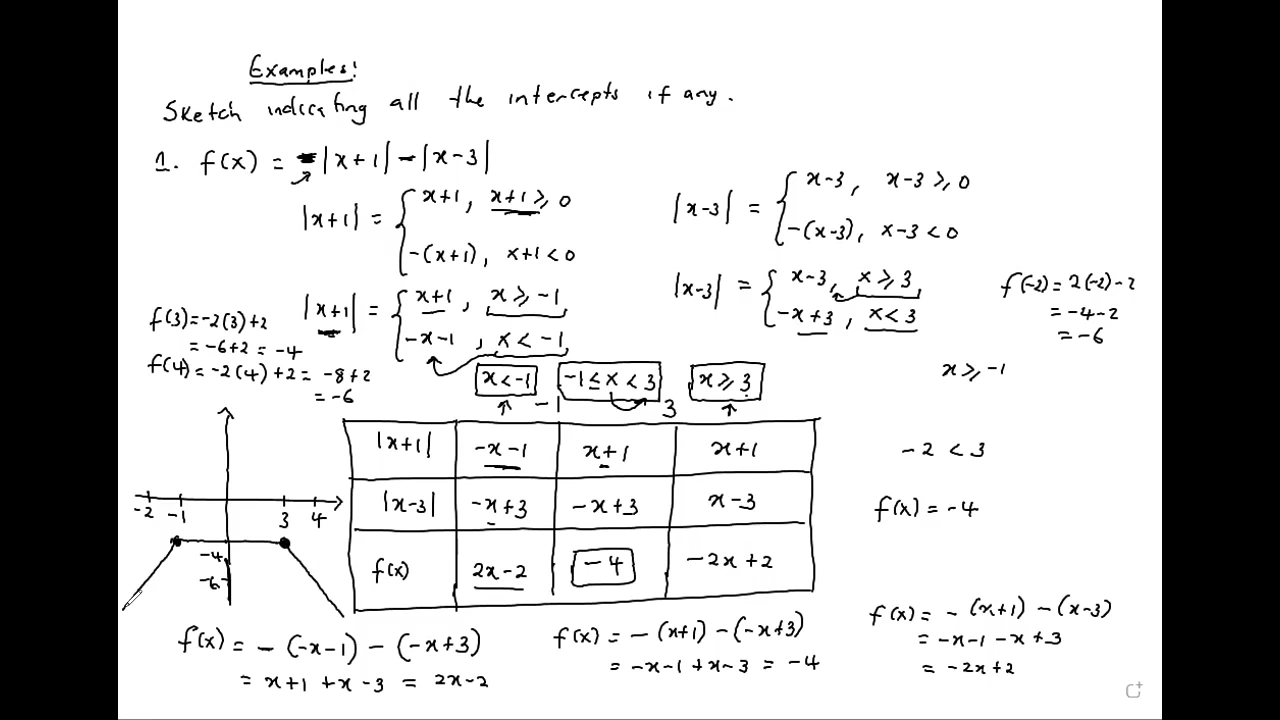 Examples:
Sketch indicating all the intercepts if any.
1. f(x) = -|x+1| - |x-3|
|x+1| = { x+1, x+1 ≥ 0
-(x+1), x+1 < 0
|x-3| = { x-3, x-3 ≥ 0
-(x-3), x-3 < 0
|x+1| = { x+1, x ≥ -1
-x-1, x < -1
|x-3| = { x-3, x ≥ 3
-x+3, x < 3
f(-2) = 2(-2)-2
= -4-2
= -6
f(3) = -2(3)+2
= -6+2 = -4
f(4) = -2(4)+2 = -8+2
= -6
x ≥ -1
x < -1 -1 ≤ x < 3 x ≥ 3
-1 3
|x+1| -x-1 x+1 x+1
|x-3| -x+3 -x+3 x-3
f(x) 2x-2 -4 -2x+2
-2 < 3
f(x) = -4
-2 -1 3 4
-4
-6
f(x) = -(-x-1) - (-x+3)
= x+1 +x-3 = 2x-2
f(x) = -(x+1) - (-x+3)
= -x-1 +x-3 = -4
f(x) = -(x+1) - (x-3)
= -x-1 -x+3
= -2x+2